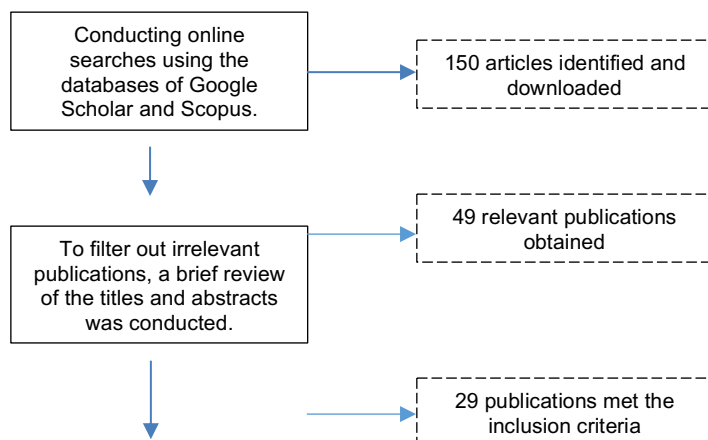 Conducting online
searches using the
databases of Google
Scholar and Scopus.
150 articles identified and
downloaded
49 relevant publications
obtained
To filter out irrelevant
publications, a brief review
of the titles and abstracts
was conducted.
29 publications met the
inclusion criteria